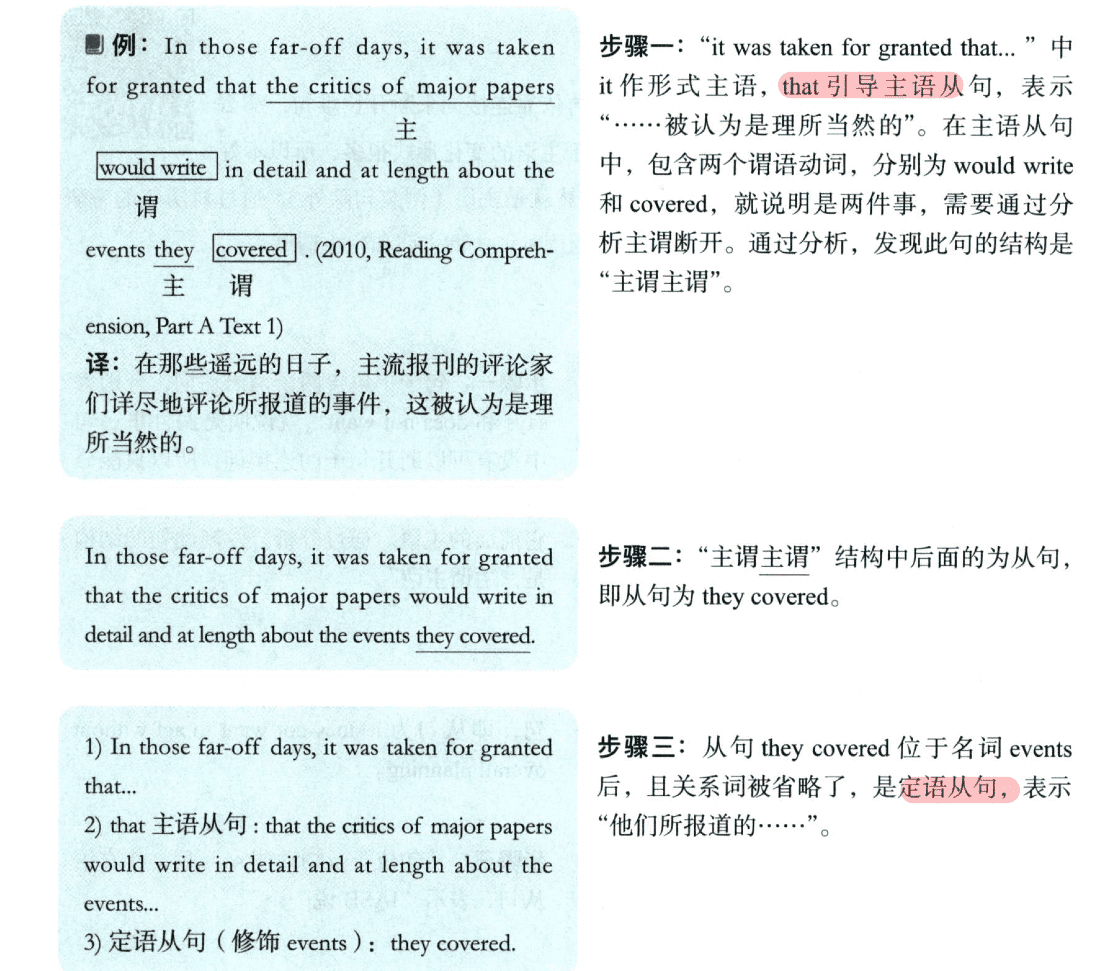 例：In those far-off days, it was taken
for granted that the critics of major papers
主
would write in detail and at length about the
谓
events they covered . (2010, Reading Compreh-
主 谓
ension, Part A Text 1)
译：在那些遥远的日子，主流报刊的评论家
们详尽地评论所报道的事件，这被认为是理
所当然的。
步骤一：“it was taken for granted that... ”中
it 作形式主语，that 引导主语从句，表示
“……被认为是理所当然的”。在主语从句
中，包含两个谓语动词，分别为 would write
和 covered，就说明是两件事，需要通过分
析主谓断开。通过分析，发现此句的结构是
“主谓主谓”。
In those far-off days, it was taken for granted
that the critics of major papers would write in
detail and at length about the events they covered.
步骤二：“主谓主谓”结构中后面的为从句，
即从句为 they covered。
1) In those far-off days, it was taken for granted
that...
2) that 主语从句 : that the critics of major papers
would write in detail and at length about the
events...
3) 定语从句（修饰 events）：they covered.
步骤三：从句 they covered 位于名词 events
后，且关系词被省略了，是定语从句，表示
“他们所报道的……”。